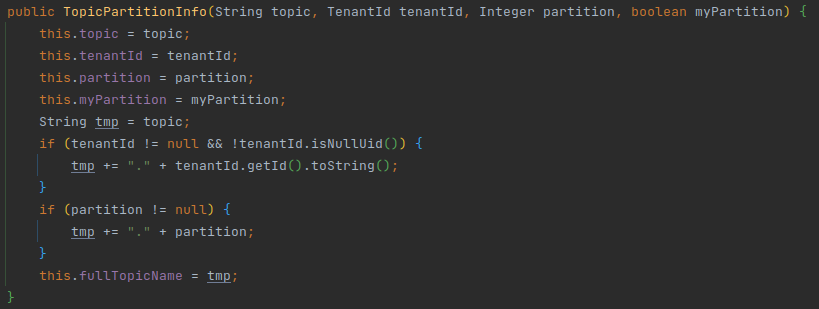 public TopicPartitionInfo(String topic, TenantId tenantId, Integer partition, boolean myPartition) {
    this.topic = topic;
    this.tenantId = tenantId;
    this.partition = partition;
    this.myPartition = myPartition;
    String tmp = topic;
    if (tenantId != null && !tenantId.isNullUid()) {
        tmp += "." + tenantId.getId().toString();
    }
    if (partition != null) {
        tmp += "." + partition;
    }
    this.fullTopicName = tmp;
}